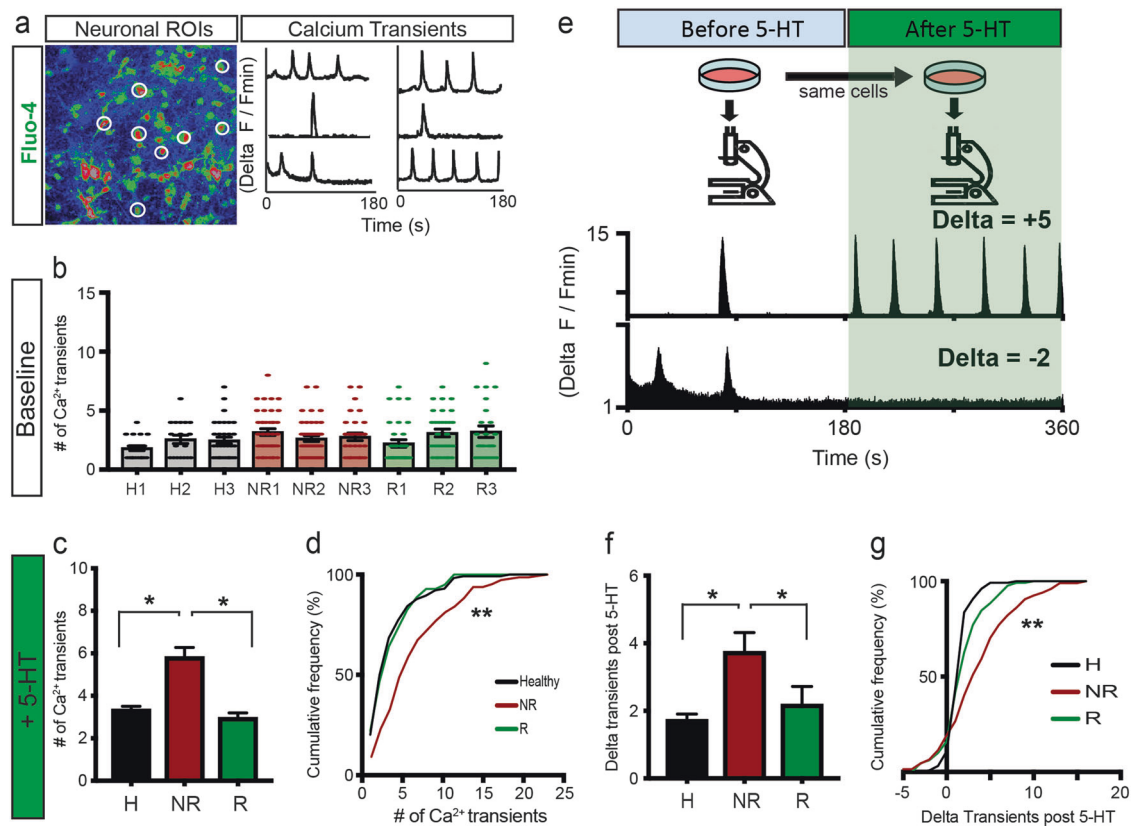 a
Neuronal ROIs
Calcium Transients
Fluo-4
(Delta F / Fmin)
0
180
0
180
Time (s)
b
Baseline
# of Ca²⁺ transients
15
10
5
0
H1 H2 H3 NR1 NR2 NR3 R1 R2 R3
c
+ 5-HT
# of Ca²⁺ transients
10
8
6
4
2
0
* *
H NR R
d
Cumulative frequency (%)
100
50
0
**
Healthy
NR
R
0 5 10 15 20 25
# of Ca²⁺ transients
e
Before 5-HT
After 5-HT
same cells
Delta = +5
15
(Delta F / Fmin)
Delta = -2
1
0 180 360
Time (s)
f
Delta transients post 5-HT
6
4
2
0
* *
H NR R
g
Cumulative frequency (%)
100
50
**
H
NR
R
-5 0 10 20
Delta Transients post 5-HT